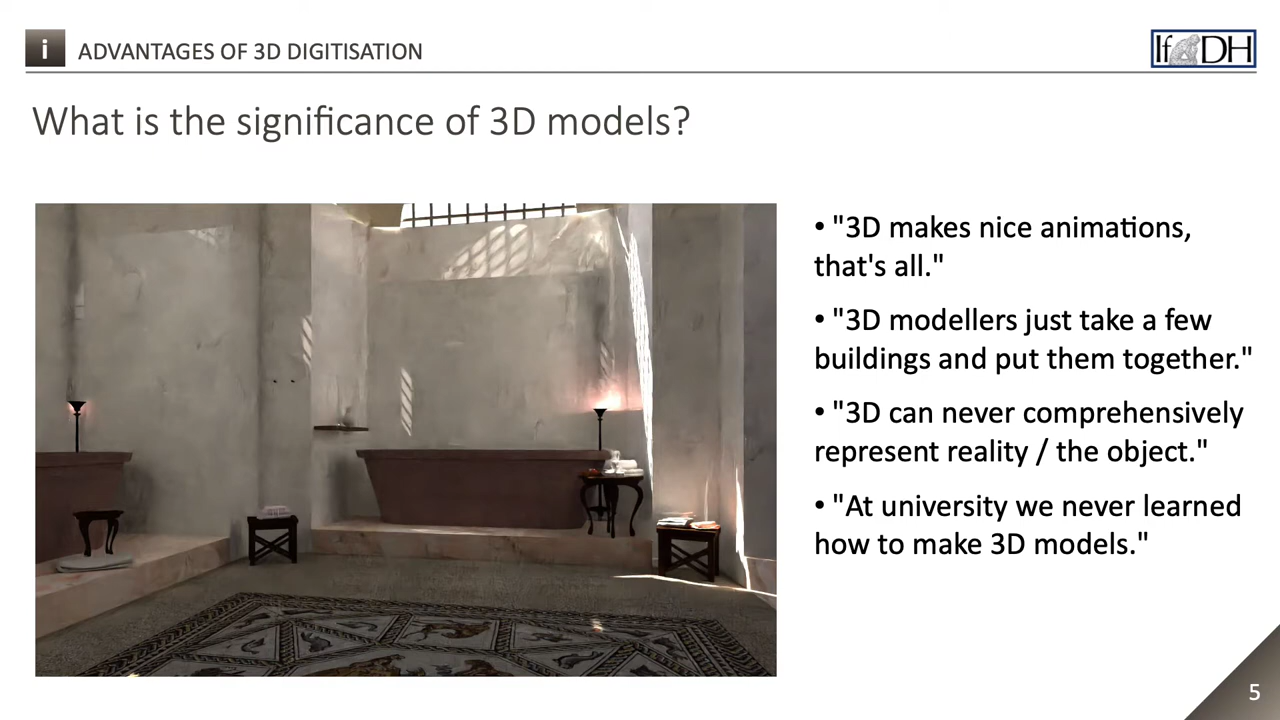 i
ADVANTAGES OF 3D DIGITISATION
IfDH
What is the significance of 3D models?
• "3D makes nice animations,
that's all."
• "3D modellers just take a few
buildings and put them together."
• "3D can never comprehensively
represent reality / the object."
• "At university we never learned
how to make 3D models."
5